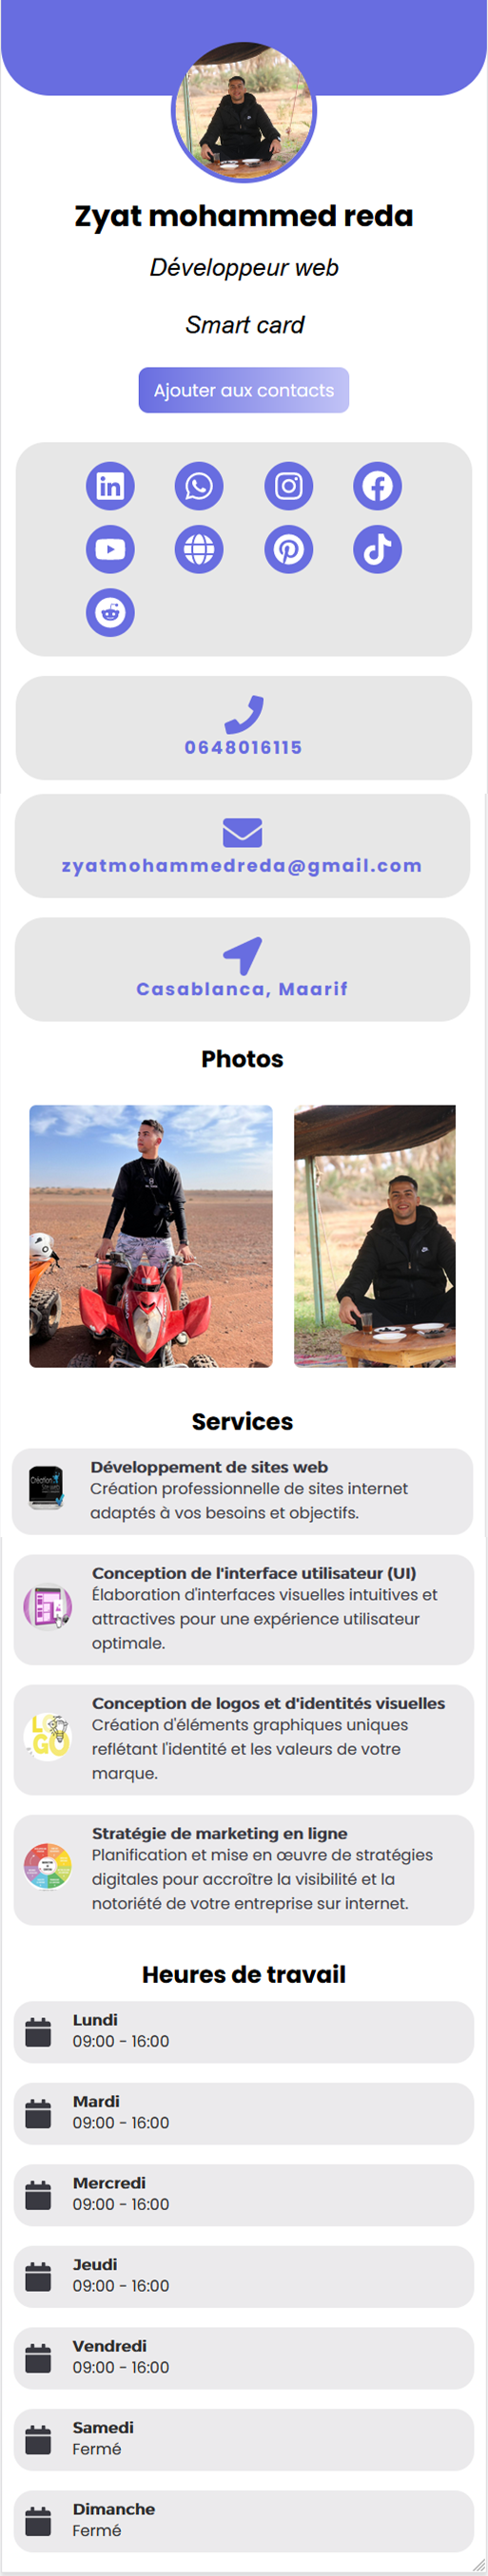 Zyat mohammed reda
Développeur web
Smart card
Ajouter aux contacts
0648016115
zyatmohammedreda@gmail.com
Casablanca, Maarif
Photos
Services
Développement de sites web
Création professionnelle de sites internet
adaptés à vos besoins et objectifs.
Conception de l'interface utilisateur (UI)
Élaboration d'interfaces visuelles intuitives et
attractives pour une expérience utilisateur
optimale.
LO
GO
Conception de logos et d'identités visuelles
Création d'éléments graphiques uniques
reflétant l'identité et les valeurs de votre
marque.
Stratégie de marketing en ligne
Planification et mise en œuvre de stratégies
digitales pour accroître la visibilité et la
notoriété de votre entreprise sur internet.
Heures de travail
Lundi
09:00 - 16:00
Mardi
09:00 - 16:00
Mercredi
09:00 - 16:00
Jeudi
09:00 - 16:00
Vendredi
09:00 - 16:00
Samedi
Fermé
Dimanche
Fermé